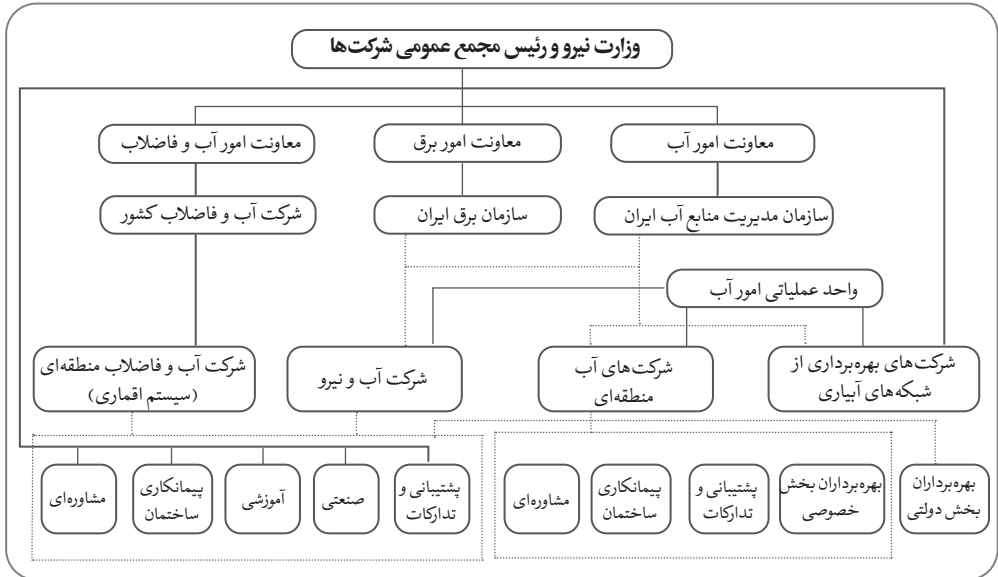 وزارت نیرو و رئیس مجمع عمومی شرکت‌ها
معاونت امور آب
معاونت امور برق
معاونت امور آب و فاضلاب
سازمان مدیریت منابع آب ایران
سازمان برق ایران
شرکت آب و فاضلاب کشور
واحد عملیاتی امور آب
شرکت‌های بهره‌برداری از
شبکه‌های آبیاری
شرکت‌های آب
منطقه‌ای
شرکت آب و نیرو
شرکت آب و فاضلاب منطقه‌ای
(سیستم اقماری)
بهره‌برداران
بخش دولتی
بهره‌برداران بخش
خصوصی
پشتیبانی و
تدارکات
پیمانکاری
ساختمان
مشاوره‌ای
پشتیبانی و
تدارکات
صنعتی
آموزشی
پیمانکاری
ساختمان
مشاوره‌ای